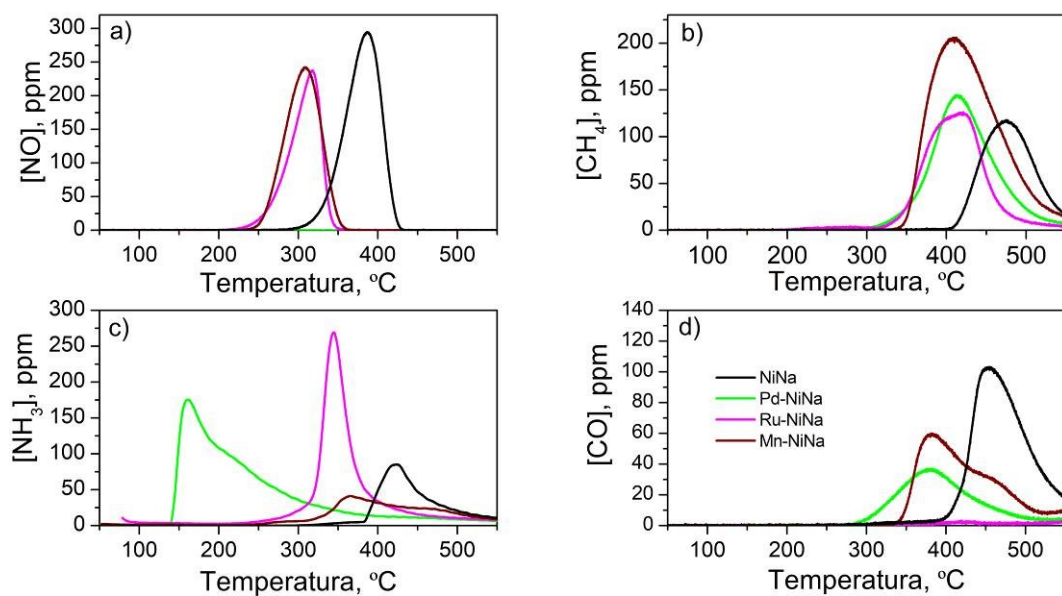 a)
[NO], ppm
300
250
200
150
100
50
0
100 200 300 400 500
Temperatura, ºC
b)
[CH4], ppm
200
150
100
50
0
100 200 300 400 500
Temperatura, ºC
c)
[NH3], ppm
300
250
200
150
100
50
0
100 200 300 400 500
Temperatura, ºC
d)
[CO], ppm
140
120
100
80
60
40
20
0
NiNa
Pd-NiNa
Ru-NiNa
Mn-NiNa
100 200 300 400 500
Temperatura, ºC